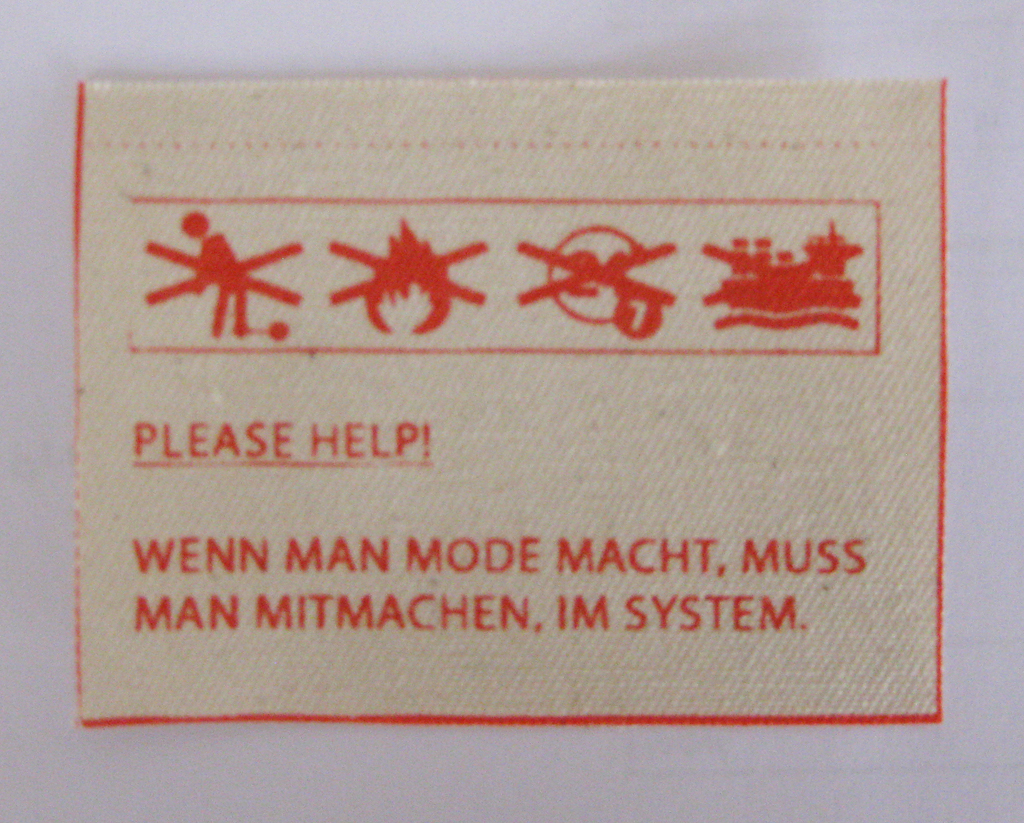 PLEASE HELP!
WENN MAN MODE MACHT, MUSS
MAN MITMACHEN, IM SYSTEM.